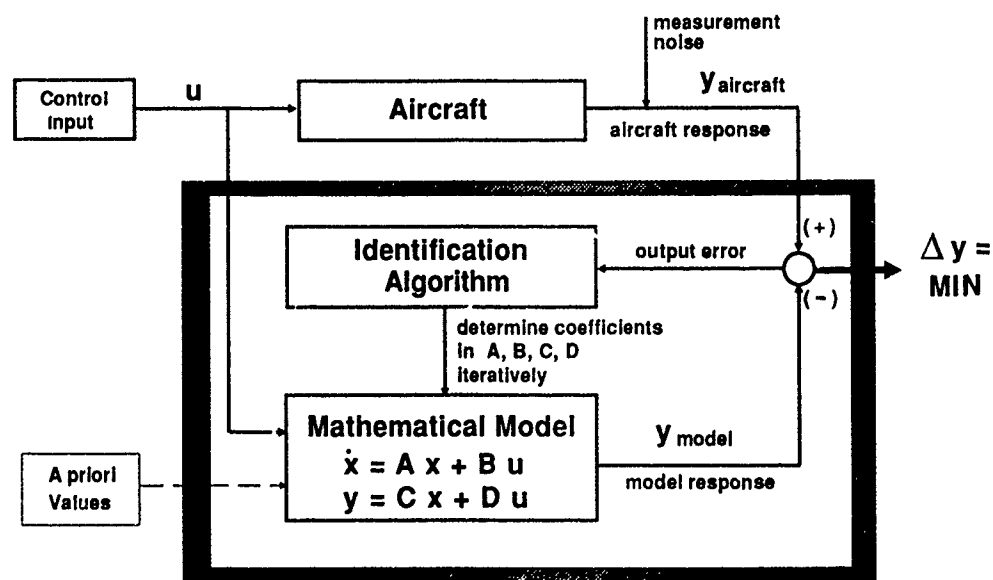 measurement
noise
Control
Input
u
Aircraft
y aircraft
aircraft response
(+)
Identification
Algorithm
output error
Δ y =
MIN
(-)
determine coefficients
in A, B, C, D
iteratively
Mathematical Model
ẋ = A x + B u
y = C x + D u
y model
model response
A priori
Values